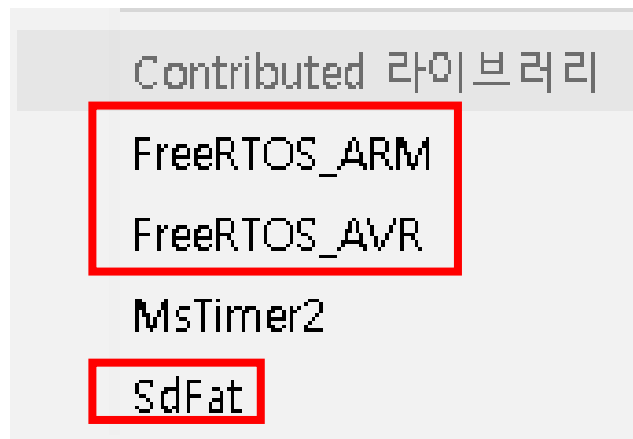 Contributed 라이브러리
FreeRTOS_ARM
FreeRTOS_AVR
MsTimer2
SdFat